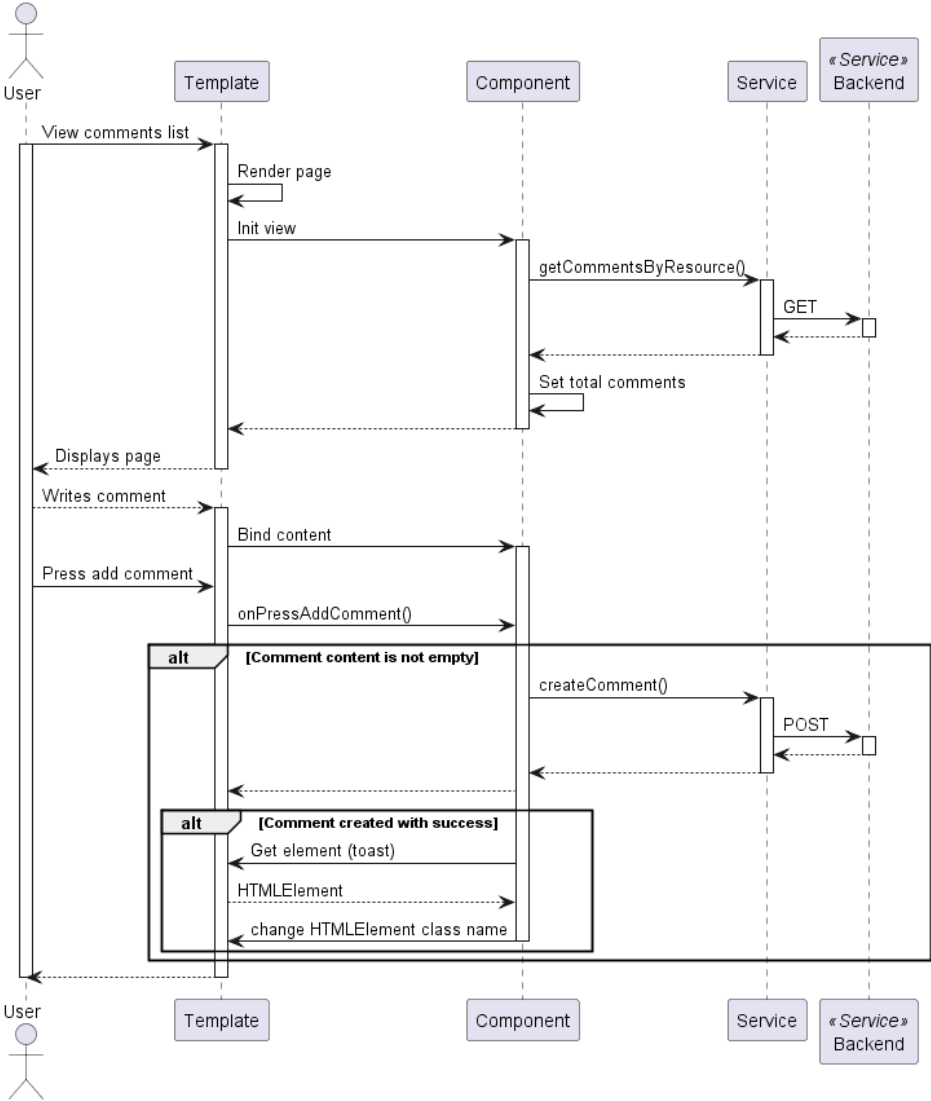 «Service»
User
Template
Component
Service
Backend
View comments list
Render page
Init view
getCommentsByResource()
GET
Set total comments
Displays page
Writes comment
Bind content
Press add comment
onPressAddComment()
alt [Comment content is not empty]
createComment()
POST
alt [Comment created with success]
Get element (toast)
HTMLElement
change HTMLElement class name
User
Template
Component
Service
«Service»
Backend